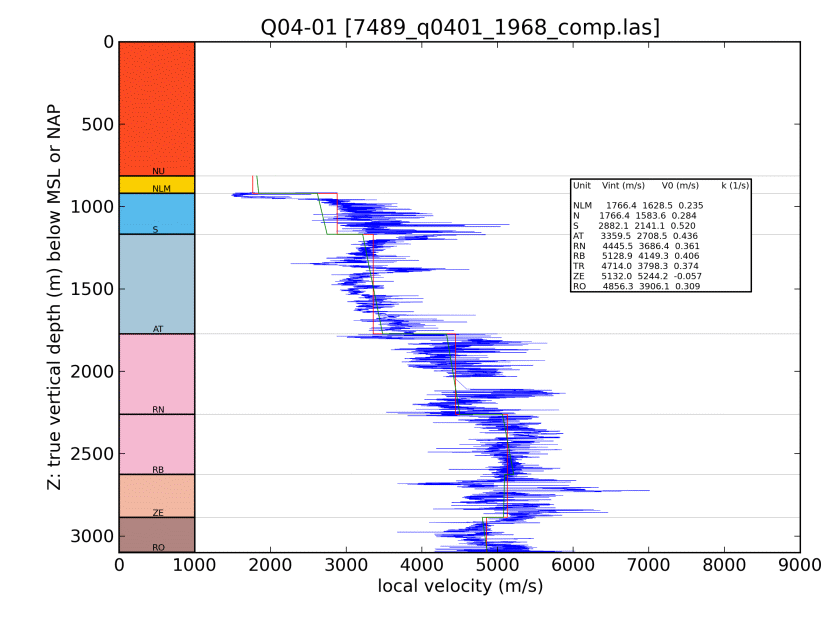 Q04-01 [7489_q0401_1968_comp.las]
0
500
1000
1500
2000
2500
3000
Z: true vertical depth (m) below MSL or NAP
NU
NLM
S
AT
RN
RB
ZE
RO
Unit Vint (m/s) V0 (m/s) k (1/s)
NLM 1766.4 1628.5 0.235
N 1766.4 1583.6 0.284
S 2882.1 2141.1 0.520
AT 3359.5 2708.5 0.436
RN 4445.5 3686.4 0.361
RB 5128.9 4149.3 0.406
TR 4714.0 3798.3 0.374
ZE 5132.0 5244.2 -0.057
RO 4856.3 3906.1 0.309
0 1000 2000 3000 4000 5000 6000 7000 8000 9000
local velocity (m/s)